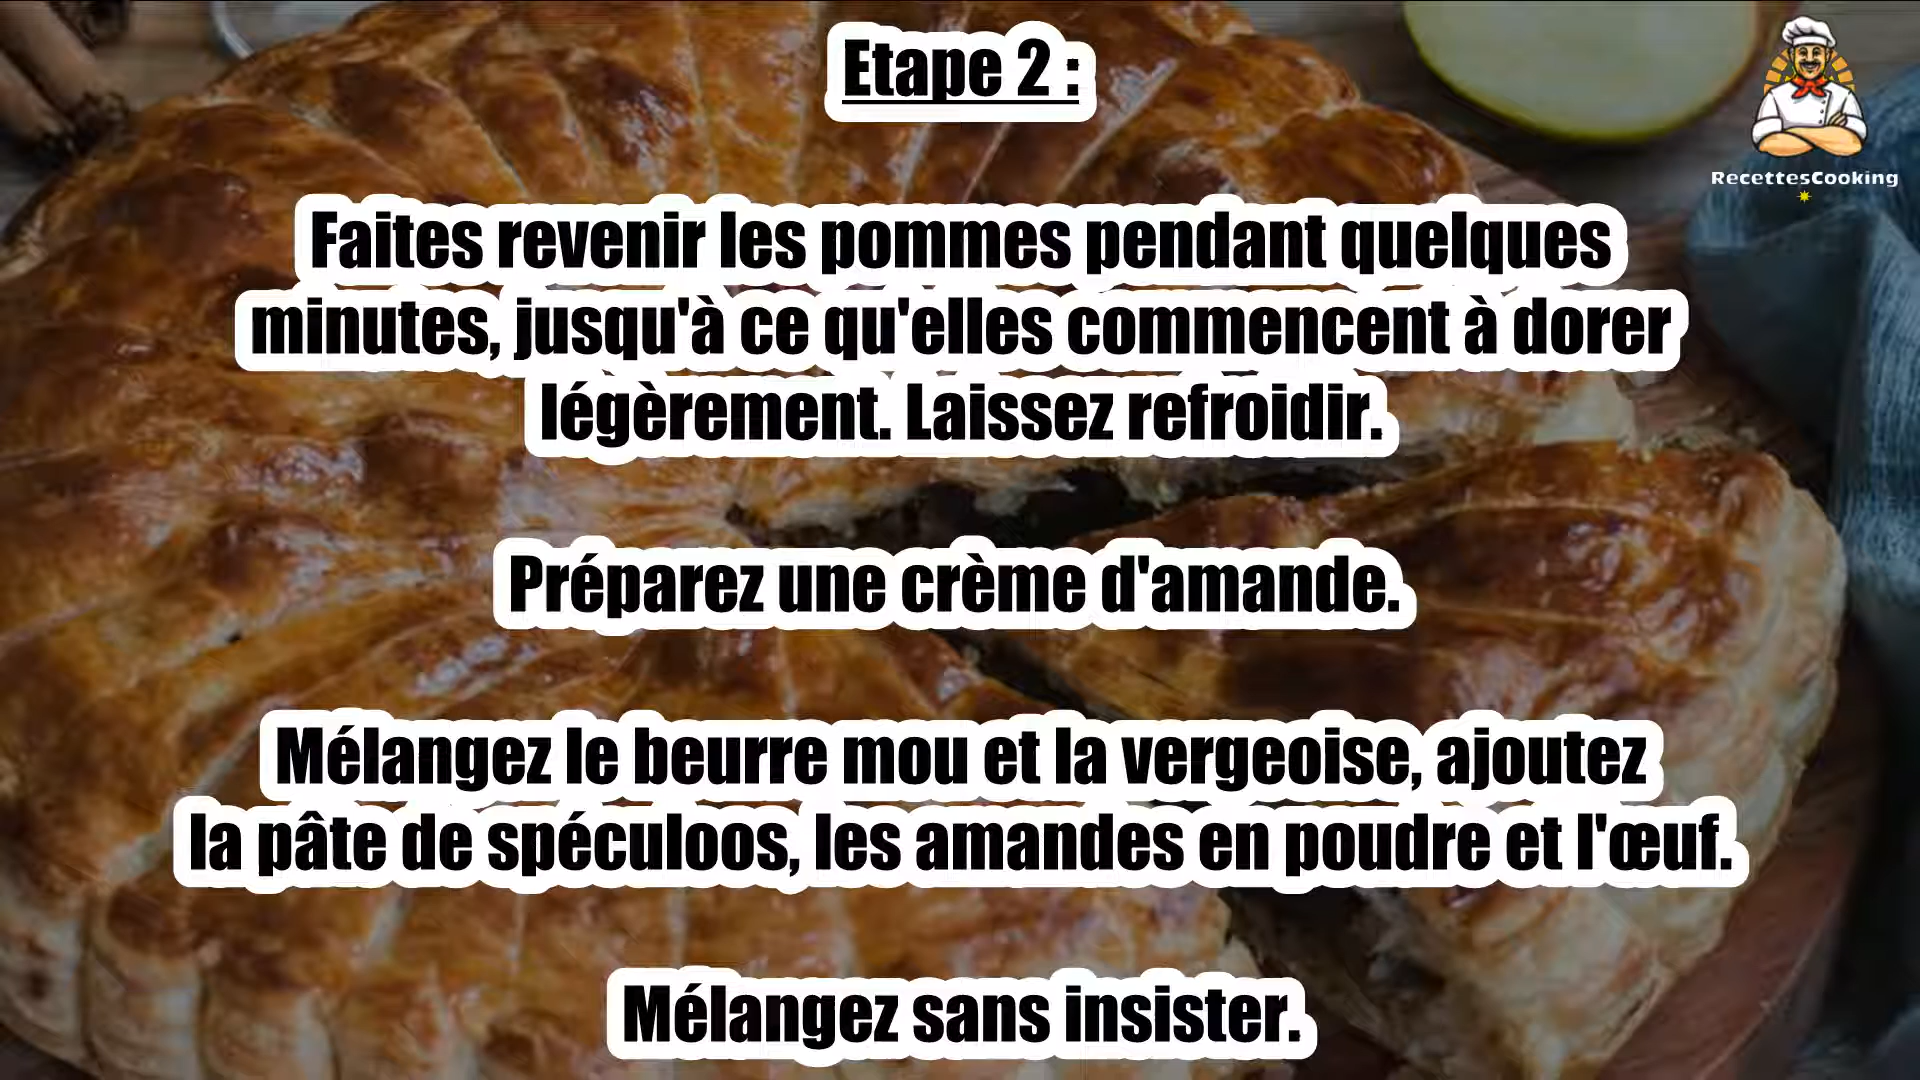 Etape 2 :
RecettesCooking
Faites revenir les pommes pendant quelques
minutes, jusqu'à ce qu'elles commencent à dorer
légèrement. Laissez refroidir.
Préparez une crème d'amande.
Mélangez le beurre mou et la vergeoise, ajoutez
la pâte de spéculoos, les amandes en poudre et l'œuf.
Mélangez sans insister.